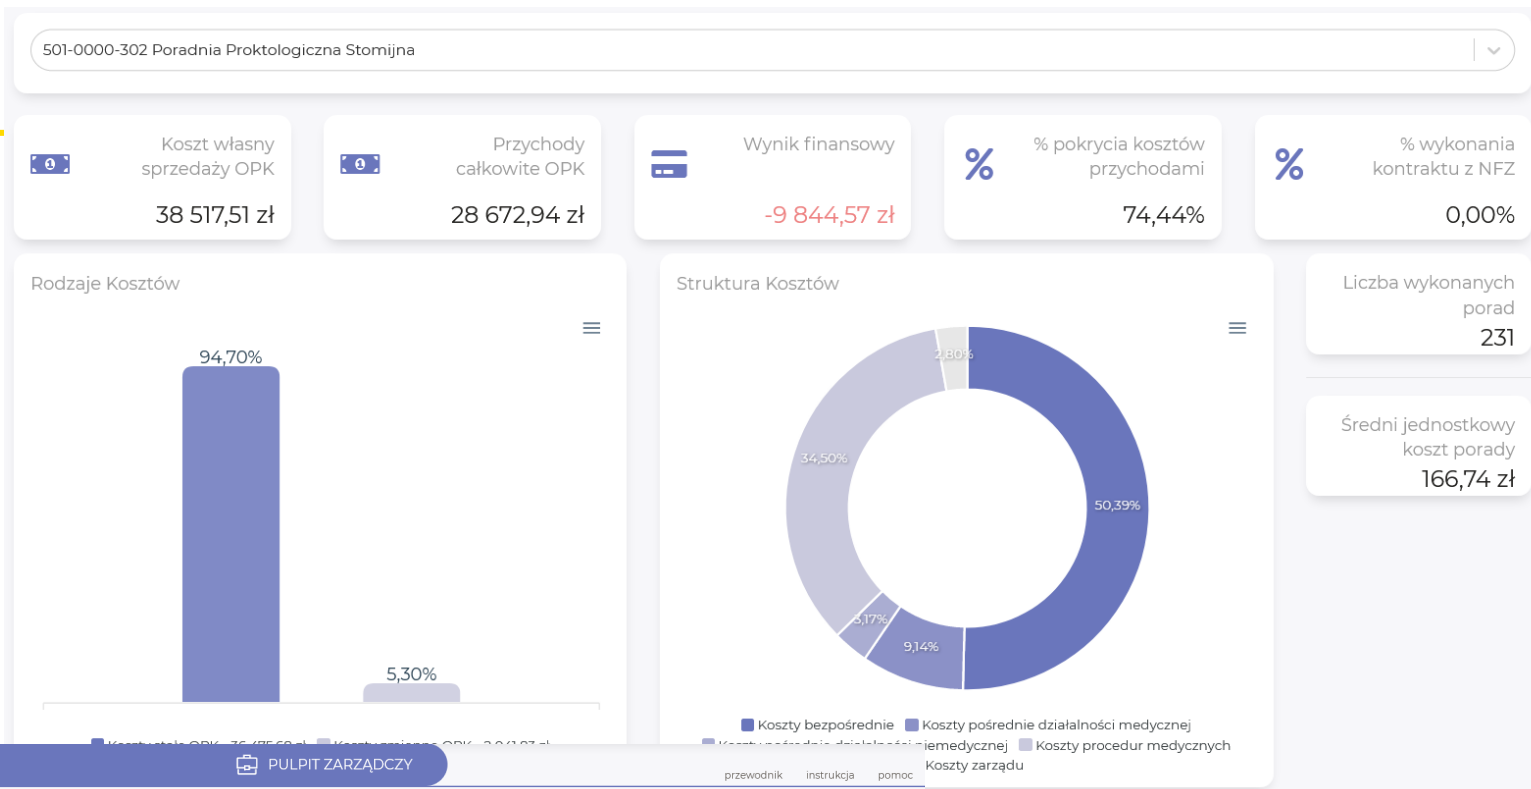 501-0000-302 Poradnia Proktologiczna Stomijna
Koszt własny
sprzedaży OPK
38 517,51 zł
Przychody
całkowite OPK
28 672,94 zł
Wynik finansowy
-9 844,57 zł
% pokrycia kosztów
przychodami
74,44%
% wykonania
kontraktu z NFZ
0,00%
Rodzaje Kosztów
94,70%
5,30%
Struktura Kosztów
2,80%
34,50%
50,39%
3,17%
9,14%
Koszty bezpośrednie
Koszty pośrednie działalności medycznej
niemedycznej
Koszty procedur medycznych
Koszty zarządu
Liczba wykonanych
porad
231
Średni jednostkowy
koszt porady
166,74 zł
PULPIT ZARZĄDCZY
przewodnik instrukcja pomoc